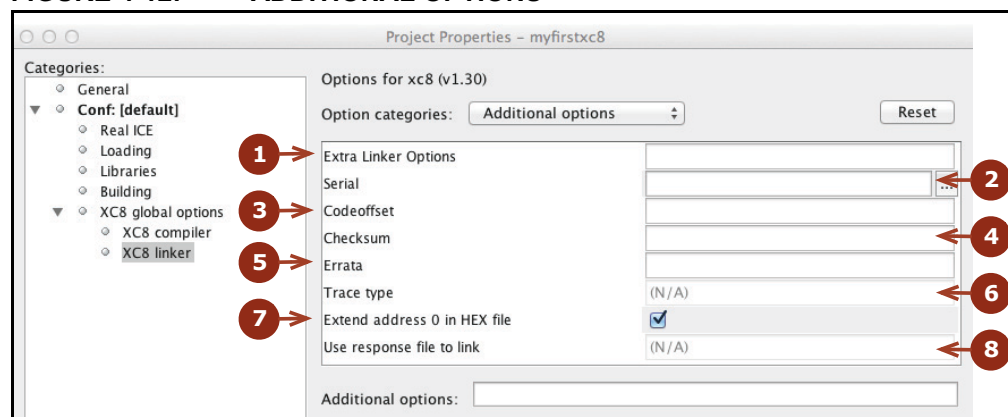 FIGURE 4-12: ADDITIONAL OPTIONS
Project Properties – myfirstxc8
Categories:
General
Conf: [default]
Real ICE
Loading
Libraries
Building
XC8 global options
XC8 compiler
XC8 linker
Options for xc8 (v1.30)
Option categories: Additional options Reset
1 Extra Linker Options
Serial ... 2
3 Codeoffset
Checksum 4
5 Errata
Trace type (N/A) 6
7 Extend address 0 in HEX file
Use response file to link (N/A) 8
Additional options: